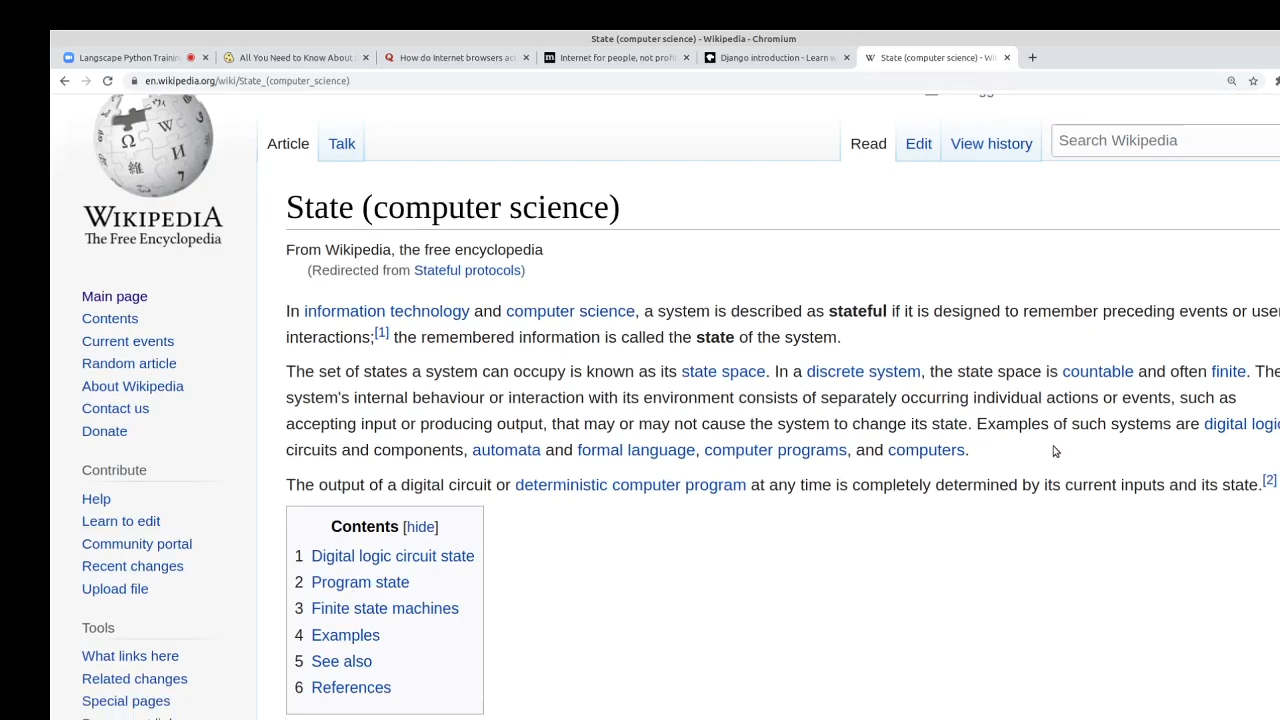 State (computer science) - Wikipedia - Chromium
Langscape Python Trainin
All You Need to Know About
How do Internet browsers ac
Internet for people, not profi
Django introduction - Learn w
State (computer science) - Wi
en.wikipedia.org/wiki/State_(computer_science)
WIKIPEDIA
The Free Encyclopedia
Article Talk Read Edit View history Search Wikipedia
State (computer science)
From Wikipedia, the free encyclopedia
(Redirected from Stateful protocols)
In information technology and computer science, a system is described as stateful if it is designed to remember preceding events or user
interactions;[1] the remembered information is called the state of the system.
The set of states a system can occupy is known as its state space. In a discrete system, the state space is countable and often finite. The
system's internal behaviour or interaction with its environment consists of separately occurring individual actions or events, such as
accepting input or producing output, that may or may not cause the system to change its state. Examples of such systems are digital logic
circuits and components, automata and formal language, computer programs, and computers.
The output of a digital circuit or deterministic computer program at any time is completely determined by its current inputs and its state.[2]
Contents [hide]
1 Digital logic circuit state
2 Program state
3 Finite state machines
4 Examples
5 See also
6 References
Main page
Contents
Current events
Random article
About Wikipedia
Contact us
Donate
Contribute
Help
Learn to edit
Community portal
Recent changes
Upload file
Tools
What links here
Related changes
Special pages